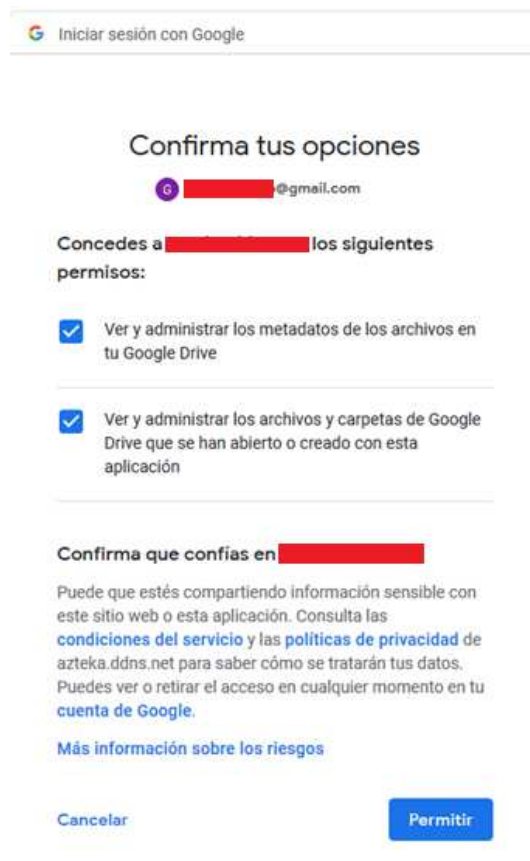 Iniciar sesión con Google
Confirma tus opciones
G @gmail.com
Concedes a los siguientes
permisos:
Ver y administrar los metadatos de los archivos en
tu Google Drive
Ver y administrar los archivos y carpetas de Google
Drive que se han abierto o creado con esta
aplicación
Confirma que confías en
Puede que estés compartiendo información sensible con
este sitio web o esta aplicación. Consulta las
condiciones del servicio y las políticas de privacidad de
azteka.ddns.net para saber cómo se tratarán tus datos.
Puedes ver o retirar el acceso en cualquier momento en tu
cuenta de Google.
Más información sobre los riesgos
Cancelar Permitir